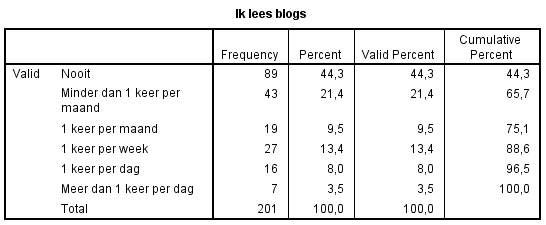 Ik lees blogs
Cumulative
Frequency Percent Valid Percent Percent
Valid Nooit 89 44,3 44,3 44,3
Minder dan 1 keer per 43 21,4 21,4 65,7
maand
1 keer per maand 19 9,5 9,5 75,1
1 keer per week 27 13,4 13,4 88,6
1 keer per dag 16 8,0 8,0 96,5
Meer dan 1 keer per dag 7 3,5 3,5 100,0
Total 201 100,0 100,0